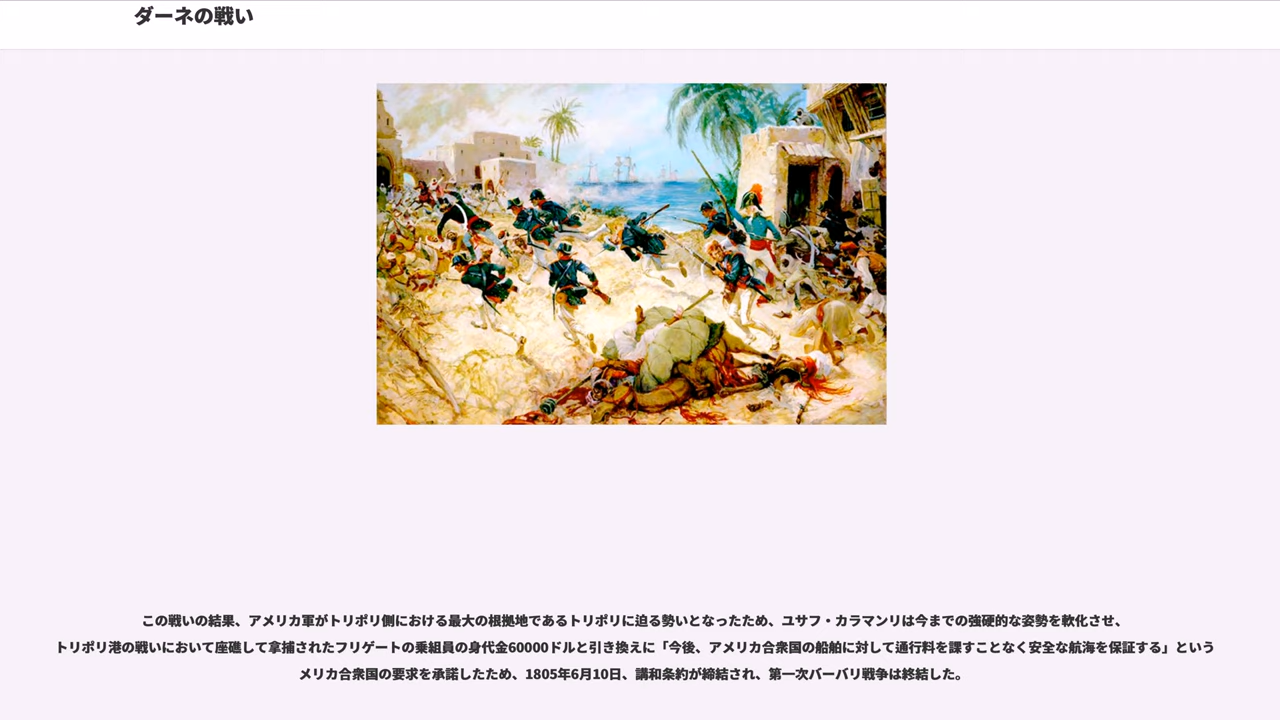 ダーネの戦い
この戦いの結果、アメリカ軍がトリポリ側における最大の根拠地であるトリポリに迫る勢いとなったため、ユサフ・カラマンリは今までの強硬的な姿勢を軟化させ、
トリポリ港の戦いにおいて座礁して拿捕されたフリゲートの乗組員の身代金60000ドルと引き換えに「今後、アメリカ合衆国の船舶に対して通行料を課すことなく安全な航海を保証する」という
メリカ合衆国の要求を承諾したため、1805年6月10日、講和条約が締結され、第一次バーバリ戦争は終結した。